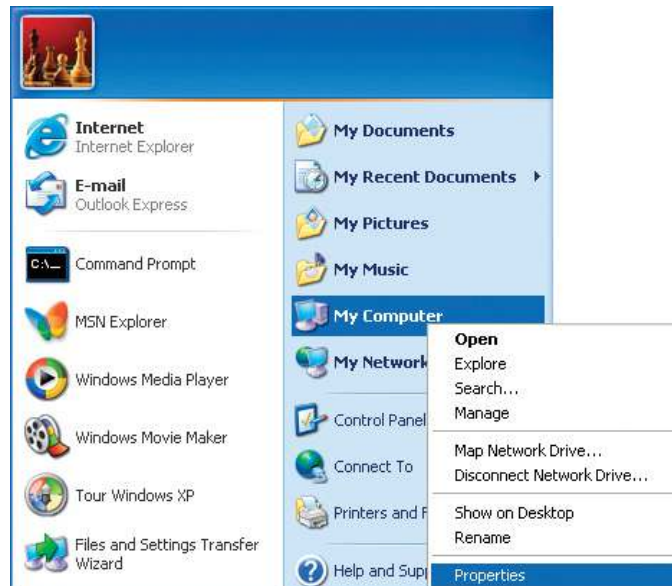 Internet
Internet Explorer
E-mail
Outlook Express
C:\_
Command Prompt
MSN Explorer
Windows Media Player
Windows Movie Maker
Tour Windows XP
Files and Settings Transfer
Wizard
My Documents
My Recent Documents
My Pictures
My Music
My Computer
My Network
Control Panel
Connect To
Printers and F
Help and Supp
Open
Explore
Search...
Manage
Map Network Drive...
Disconnect Network Drive...
Show on Desktop
Rename
Properties